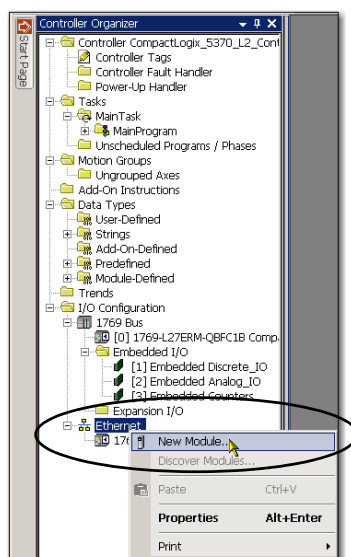 Controller Organizer
Start Page
Controller CompactLogix_5370_L2_Cont
Controller Tags
Controller Fault Handler
Power-Up Handler
Tasks
MainTask
MainProgram
Unscheduled Programs / Phases
Motion Groups
Ungrouped Axes
Add-On Instructions
Data Types
User-Defined
Strings
Add-On-Defined
Predefined
Module-Defined
Trends
I/O Configuration
1769 Bus
[0] 1769-L27ERM-QBFC1B Comp
Embedded I/O
[1] Embedded Discrete_IO
[2] Embedded Analog_IO
[3] Embedded Counters
Expansion I/O
Ethernet
176
New Module...
Discover Modules...
Paste Ctrl+V
Properties Alt+Enter
Print